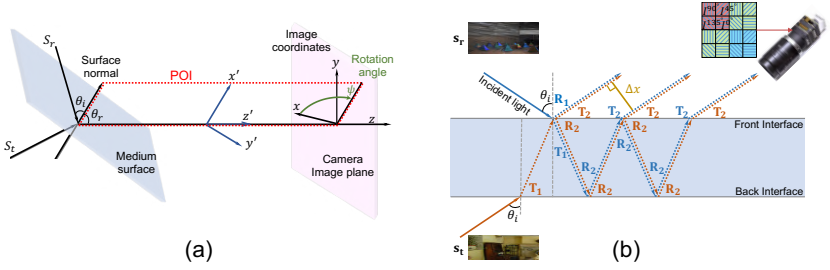 S_r
Surface
normal
POI
θ_i
θ_r
S_t
Medium
surface
x′
z′
y′
Image
coordinates
y
Rotation
angle
ψ
x
z
Camera
Image plane
(a)
s_r
90 45
135 0
Incident light
θ_i
R_1
Δx
T_2
T_2
T_2
T_2
T_2
Front Interface
R_2
R_2
T_1
R_2
R_2
R_2
R_2
T_1
R_2
R_2
Back Interface
θ_i
s_t
(b)